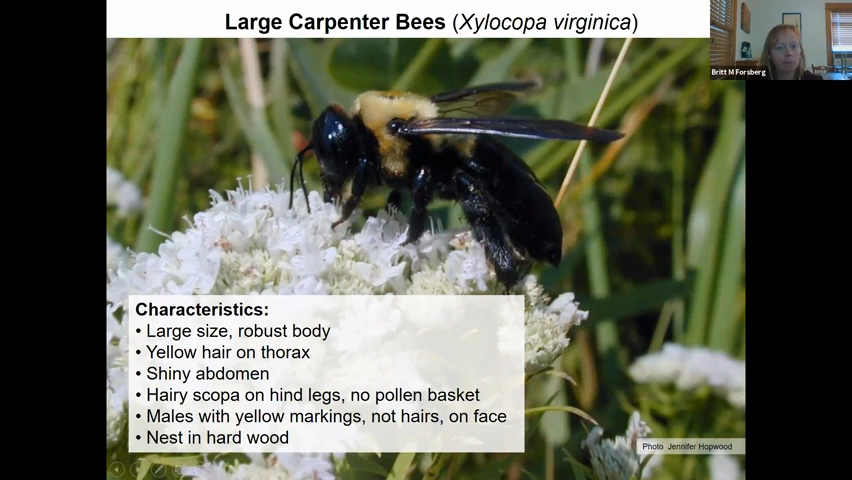 Large Carpenter Bees (Xylocopa virginica)
Britt M Forsberg
Characteristics:
• Large size, robust body
• Yellow hair on thorax
• Shiny abdomen
• Hairy scopa on hind legs, no pollen basket
• Males with yellow markings, not hairs, on face
• Nest in hard wood
Photo Jennifer Hopwood